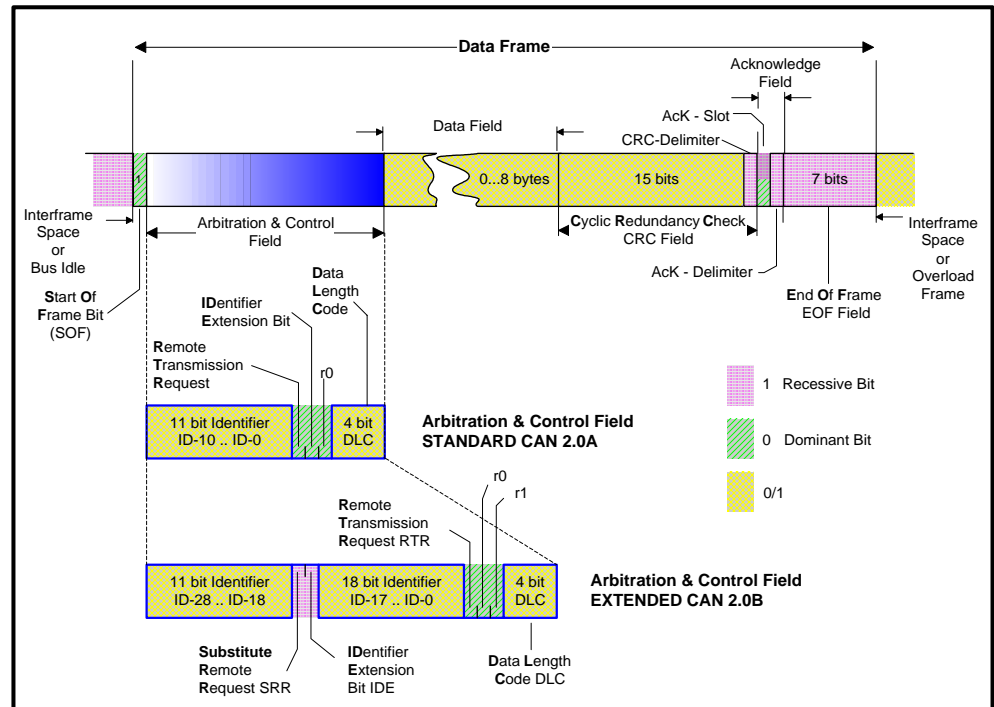 Data Frame
Acknowledge
Field
AcK - Slot
Data Field
CRC-Delimiter
1
0...8 bytes
15 bits
7 bits
Interframe
Space
or
Bus Idle
Arbitration & Control
Field
Cyclic Redundancy Check
CRC Field
Interframe
Space
or
Overload
Frame
AcK - Delimiter
Start Of
Frame Bit
(SOF)
End Of Frame
EOF Field
Data
Length
Code
IDentifier
Extension Bit
Remote
Transmission
Request
r0
11 bit Identifier
ID-10 .. ID-0
4 bit
DLC
Arbitration & Control Field
STANDARD CAN 2.0A
1 Recessive Bit
0 Dominant Bit
0/1
r0
r1
Remote
Transmission
Request RTR
11 bit Identifier
ID-28 .. ID-18
18 bit Identifier
ID-17 .. ID-0
4 bit
DLC
Arbitration & Control Field
EXTENDED CAN 2.0B
Substitute
Remote
Request SRR
IDentifier
Extension
Bit IDE
Data Length
Code DLC